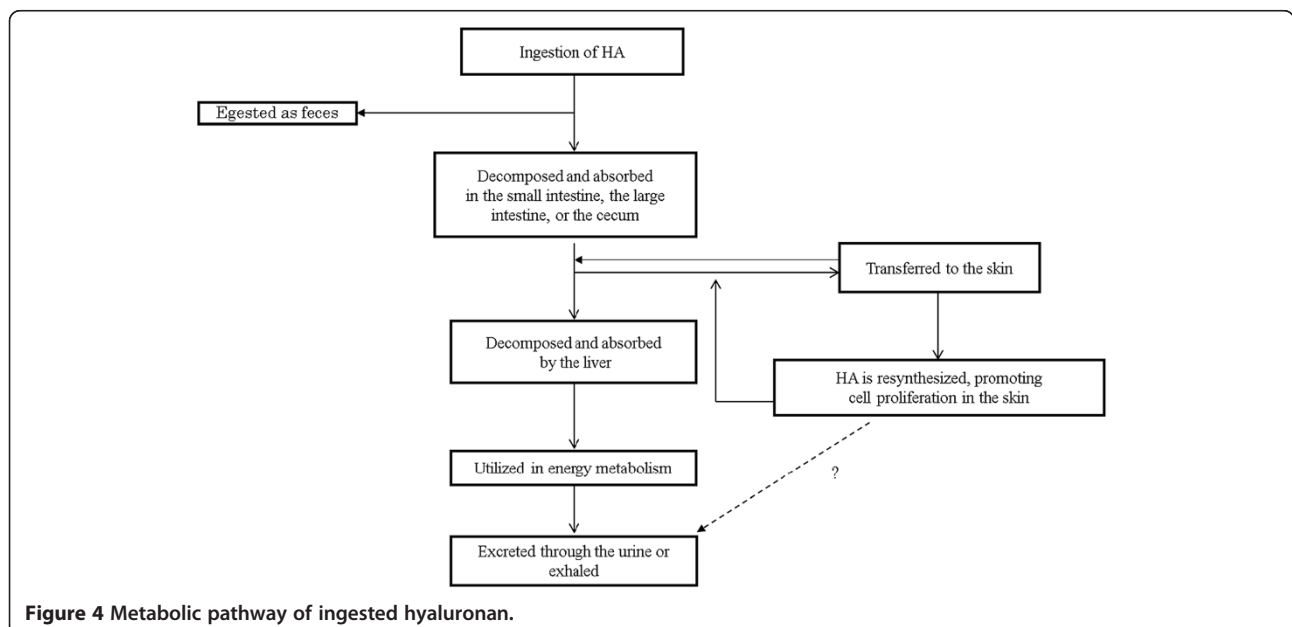 Ingestion of HA
Egested as feces
Decomposed and absorbed
in the small intestine, the large
intestine, or the cecum
Transferred to the skin
Decomposed and absorbed
by the liver
HA is resynthesized, promoting
cell proliferation in the skin
Utilized in energy metabolism
?
Excreted through the urine or
exhaled
Figure 4 Metabolic pathway of ingested hyaluronan.